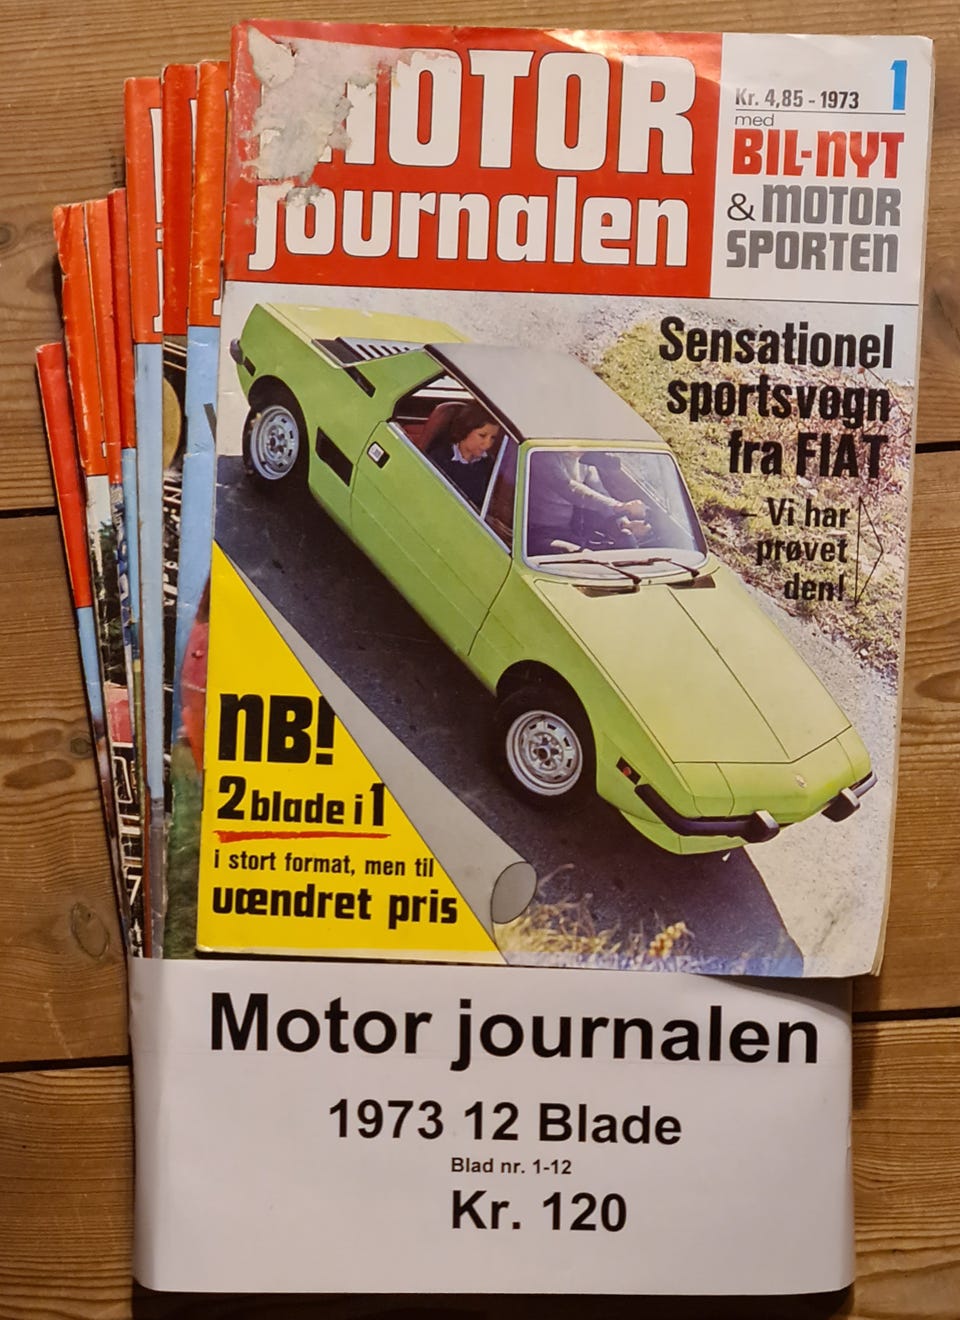 MOTOR
journalen
Kr. 4,85 - 1973 1
med
BIL-NYT
& MOTOR
SPORTEN
Sensationel
sportsvogn
fra FIAT
Vi har
prøvet
den!
NB!
2 blade i 1
i stort format, men til
uændret pris
Motor journalen
1973 12 Blade
Blad nr. 1-12
Kr. 120